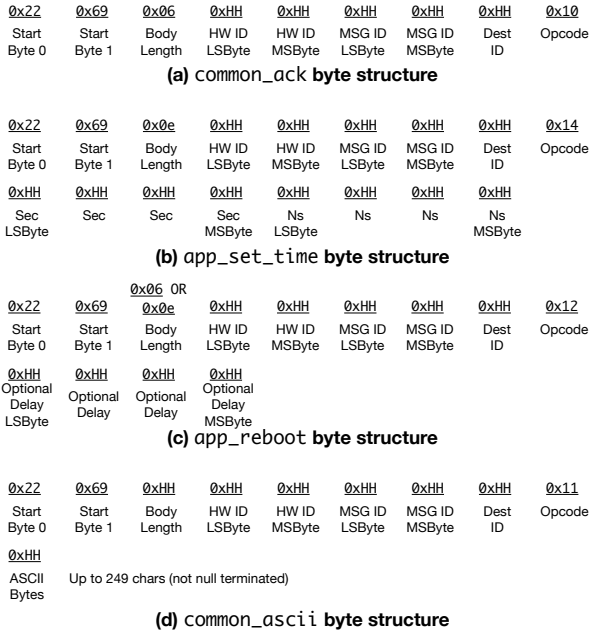 0x22 0x69 0x06 0xHH 0xHH 0xHH 0xHH 0xHH 0x10
Start Start Body HW ID HW ID MSG ID MSG ID Dest Opcode
Byte 0 Byte 1 Length LSByte MSByte LSByte MSByte ID
(a) common_ack byte structure
0x22 0x69 0x0e 0xHH 0xHH 0xHH 0xHH 0xHH 0x14
Start Start Body HW ID HW ID MSG ID MSG ID Dest Opcode
Byte 0 Byte 1 Length LSByte MSByte LSByte MSByte ID
0xHH 0xHH 0xHH 0xHH 0xHH 0xHH 0xHH 0xHH
Sec Sec Sec Sec Ns Ns Ns Ns
LSByte MSByte LSByte MSByte
(b) app_set_time byte structure
0x06 OR
0x22 0x69 0x0e 0xHH 0xHH 0xHH 0xHH 0xHH 0x12
Start Start Body HW ID HW ID MSG ID MSG ID Dest Opcode
Byte 0 Byte 1 Length LSByte MSByte LSByte MSByte ID
0xHH 0xHH 0xHH 0xHH
Optional Optional Optional Optional
Delay Delay Delay Delay
LSByte MSByte
(c) app_reboot byte structure
0x22 0x69 0xHH 0xHH 0xHH 0xHH 0xHH 0xHH 0x11
Start Start Body HW ID HW ID MSG ID MSG ID Dest Opcode
Byte 0 Byte 1 Length LSByte MSByte LSByte MSByte ID
0xHH
ASCII Up to 249 chars (not null terminated)
Bytes
(d) common_ascii byte structure